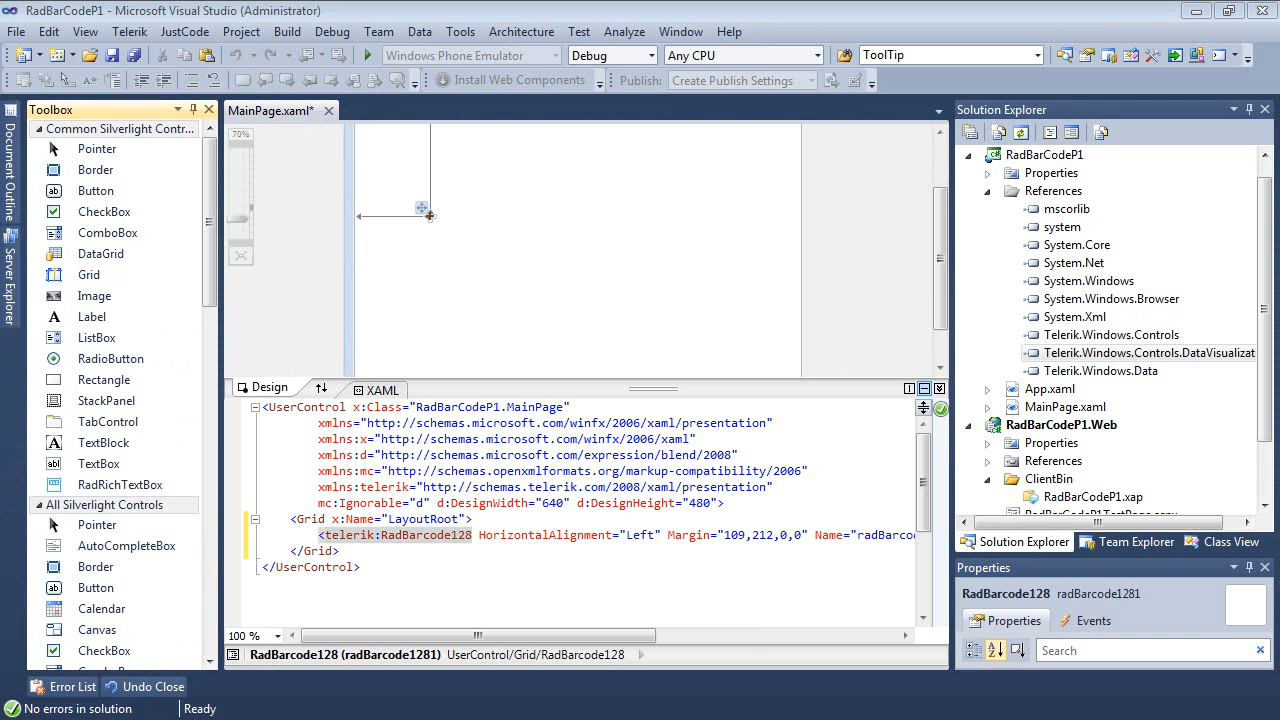 RadBarCodeP1 - Microsoft Visual Studio (Administrator)
File Edit View Telerik JustCode Project Build Debug Team Data Tools Architecture Test Analyze Window Help
Windows Phone Emulator Debug Any CPU ToolTip
Install Web Components Publish: Create Publish Settings
Document Outline
Server Explorer
Toolbox
Common Silverlight Contr...
Pointer
Border
Button
CheckBox
ComboBox
DataGrid
Grid
Image
Label
ListBox
RadioButton
Rectangle
StackPanel
TabControl
TextBlock
TextBox
RadRichTextBox
All Silverlight Controls
Pointer
AutoCompleteBox
Border
Button
Calendar
Canvas
CheckBox
MainPage.xaml*
70%
Design XAML
<UserControl x:Class="RadBarCodeP1.MainPage"
xmlns="http://schemas.microsoft.com/winfx/2006/xaml/presentation"
xmlns:x="http://schemas.microsoft.com/winfx/2006/xaml"
xmlns:d="http://schemas.microsoft.com/expression/blend/2008"
xmlns:mc="http://schemas.openxmlformats.org/markup-compatibility/2006"
xmlns:telerik="http://schemas.telerik.com/2008/xaml/presentation"
mc:Ignorable="d" d:DesignWidth="640" d:DesignHeight="480">
<Grid x:Name="LayoutRoot">
<telerik:RadBarcode128 HorizontalAlignment="Left" Margin="109,212,0,0" Name="radBarco
</Grid>
</UserControl>
100 %
RadBarcode128 (radBarcode1281) UserControl/Grid/RadBarcode128
Solution Explorer
RadBarCodeP1
Properties
References
mscorlib
system
System.Core
System.Net
System.Windows
System.Windows.Browser
System.Xml
Telerik.Windows.Controls
Telerik.Windows.Controls.DataVisualizat
Telerik.Windows.Data
App.xaml
MainPage.xaml
RadBarCodeP1.Web
Properties
References
ClientBin
RadBarCodeP1.xap
RadBarCodeP1TestPage.aspx
Solution Explorer Team Explorer Class View
Properties
RadBarcode128 radBarcode1281
Properties Events
Search
Error List Undo Close
No errors in solution Ready